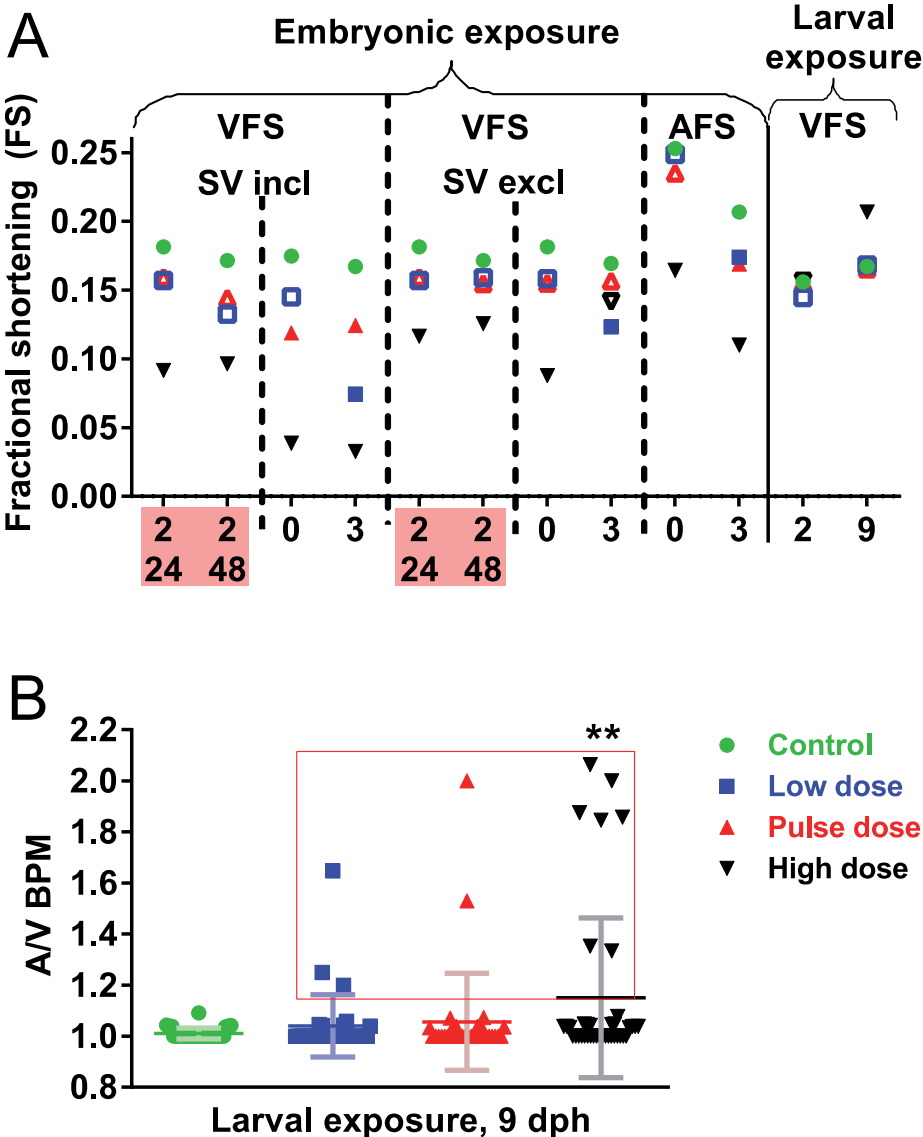 A
Embryonic exposure
Larval
exposure
VFS
VFS
AFS
VFS
SV incl
SV excl
Fractional shortening (FS)
0.25
0.20
0.15
0.10
0.05
0.00
2 2 0 3 2 2 0 3 0 3 2 9
24 48 24 48
B
A/V BPM
2.2
2.0
1.8
1.6
1.4
1.2
1.0
0.8
**
Control
Low dose
Pulse dose
High dose
Larval exposure, 9 dph